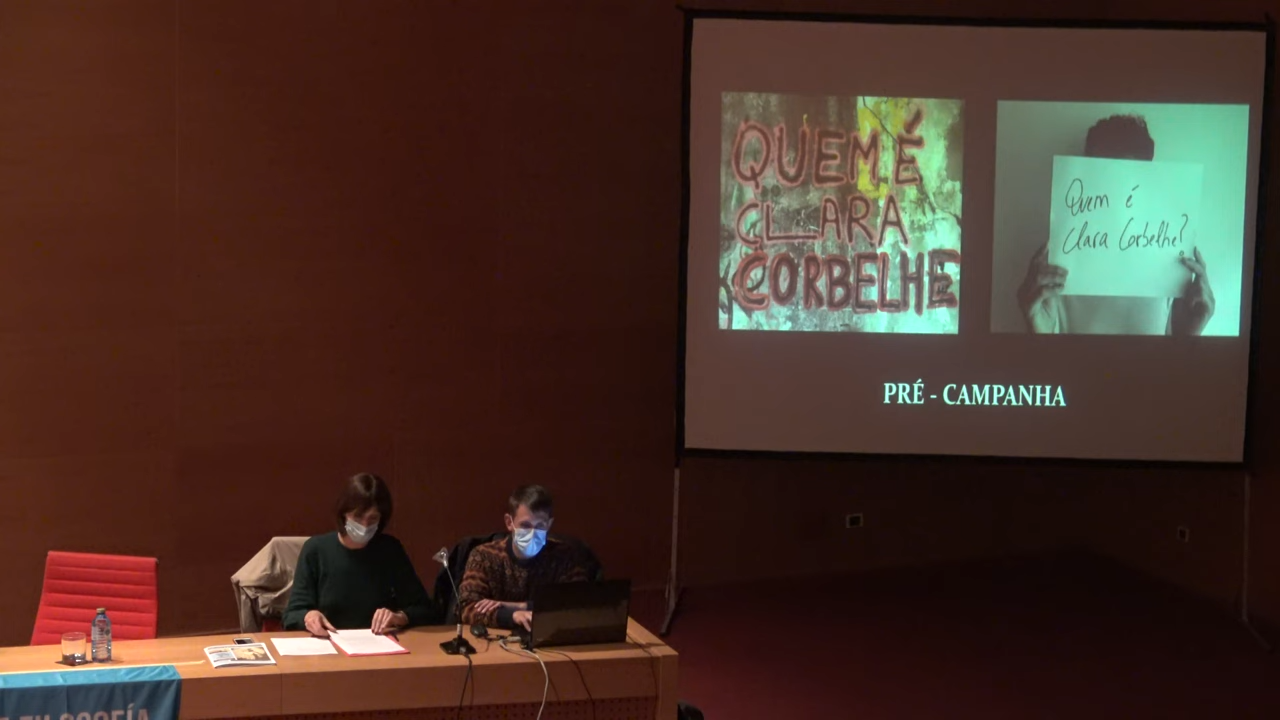 QUEM É
CLARA
CORBELHE
Quem é
Clara Corbelhe?
PRÉ - CAMPANHA